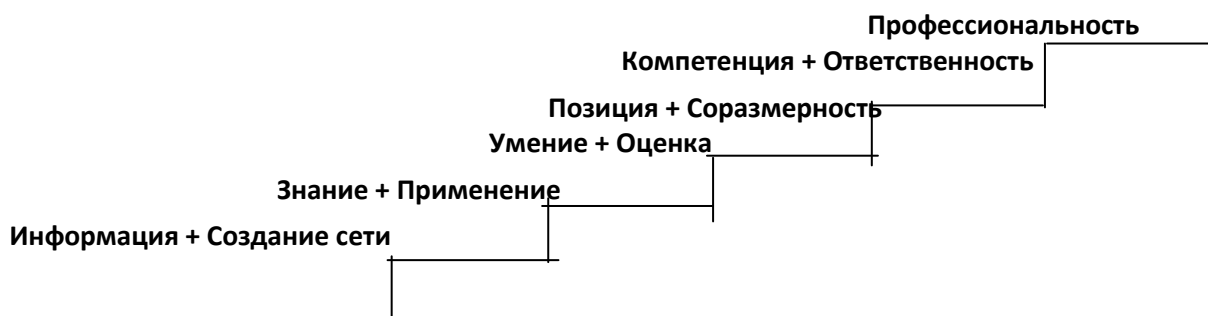 Профессиональность
Компетенция + Ответственность
Позиция + Соразмерность
Умение + Оценка
Знание + Применение
Информация + Создание сети